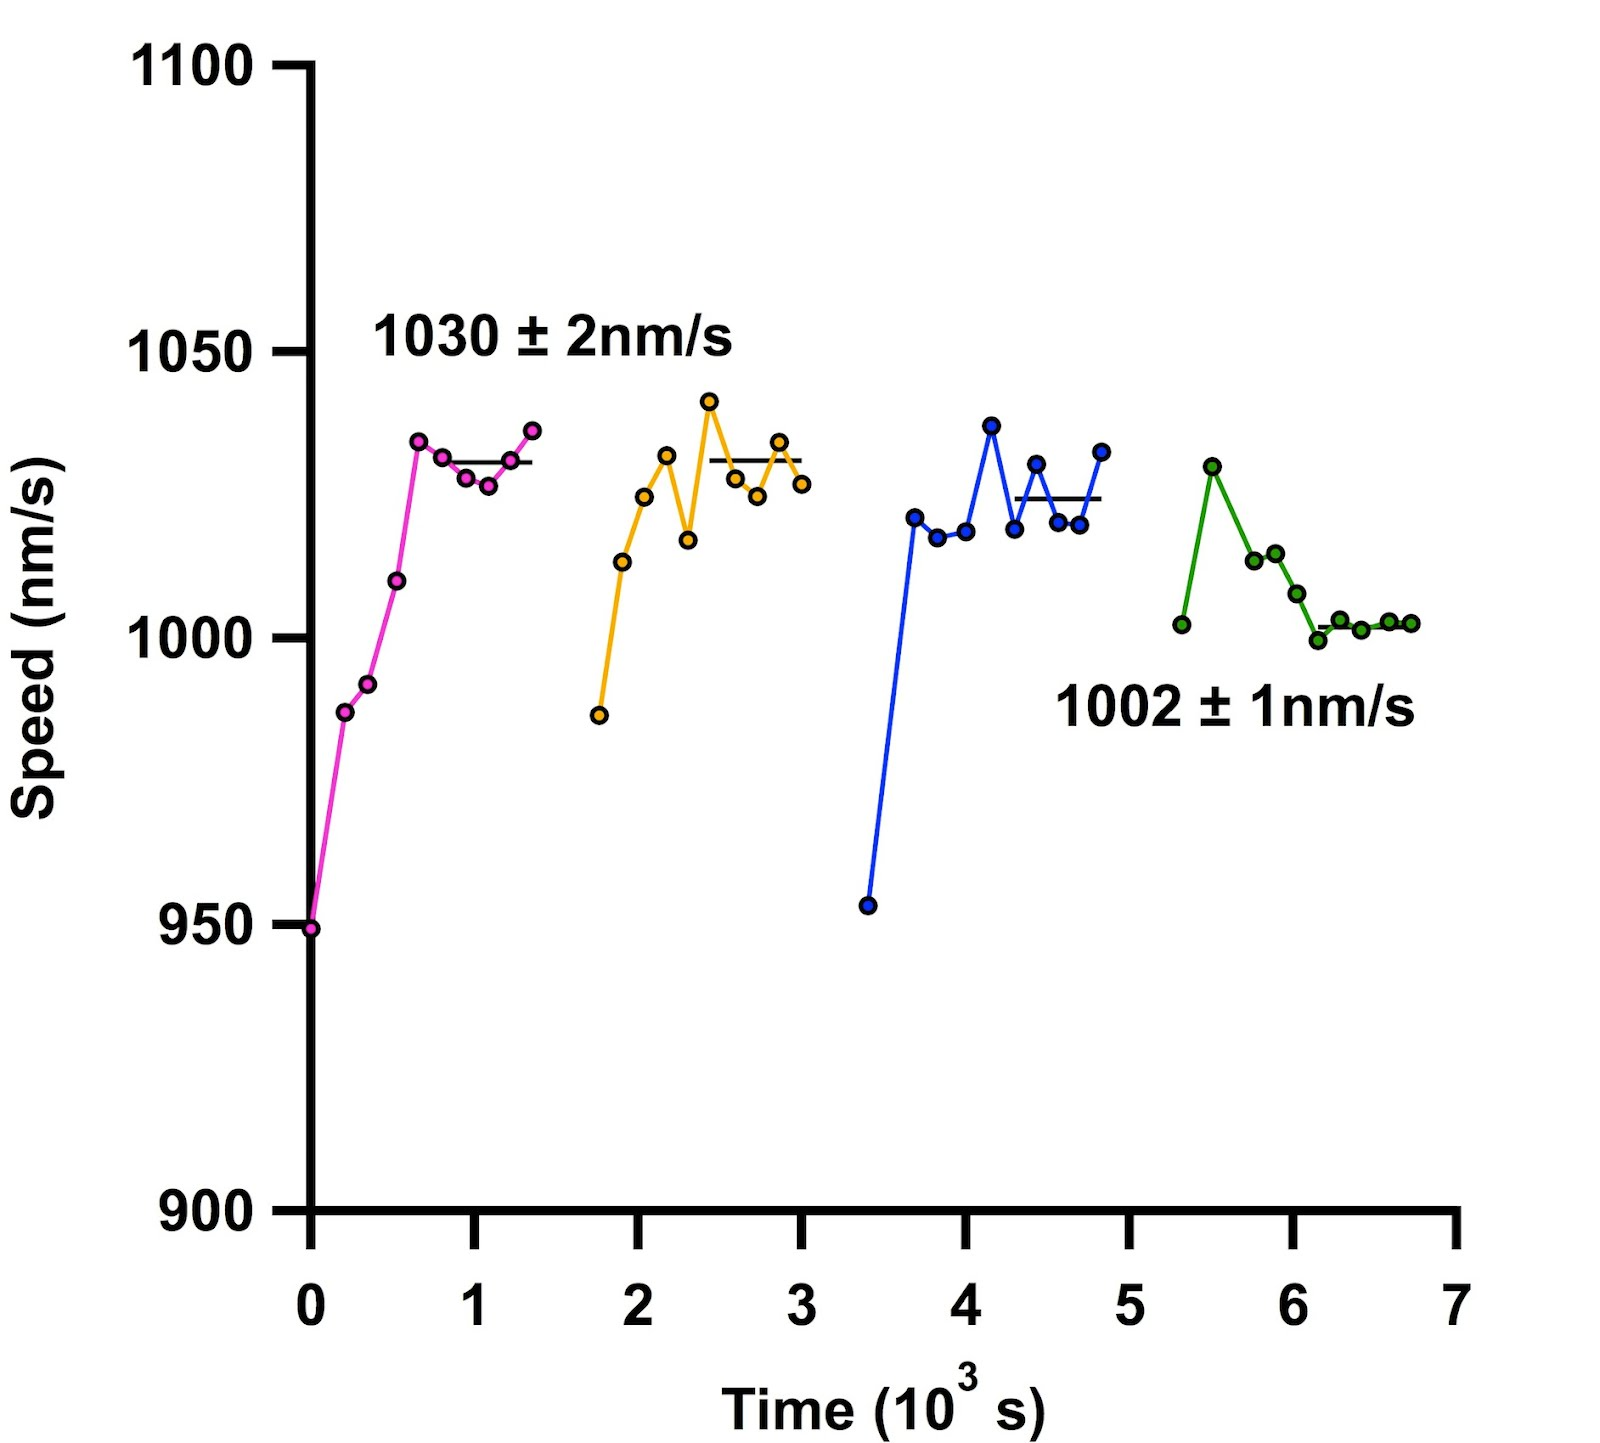 1100
1050
1000
950
900
Speed (nm/s)
1030 ± 2nm/s
1002 ± 1nm/s
0 1 2 3 4 5 6 7
Time (10³ s)